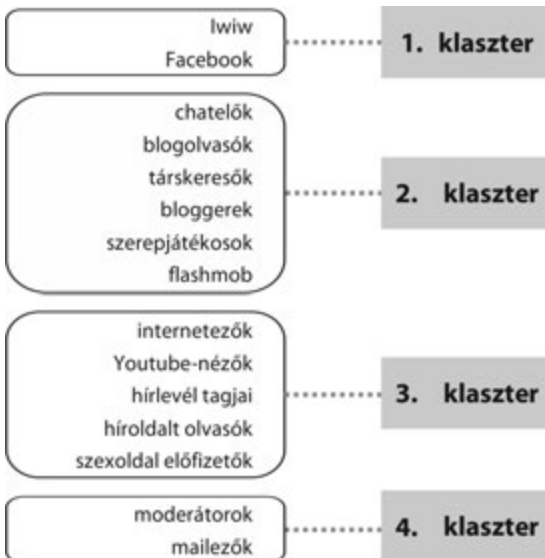 Iwiw
Facebook
1. klaszter
chatelők
blogolvasók
társkeresők
bloggerek
szerepjátékosok
flashmob
2. klaszter
internetezők
Youtube-nézők
hírlevél tagjai
híroldalt olvasók
szexoldal előfizetők
3. klaszter
moderátorok
mailezők
4. klaszter